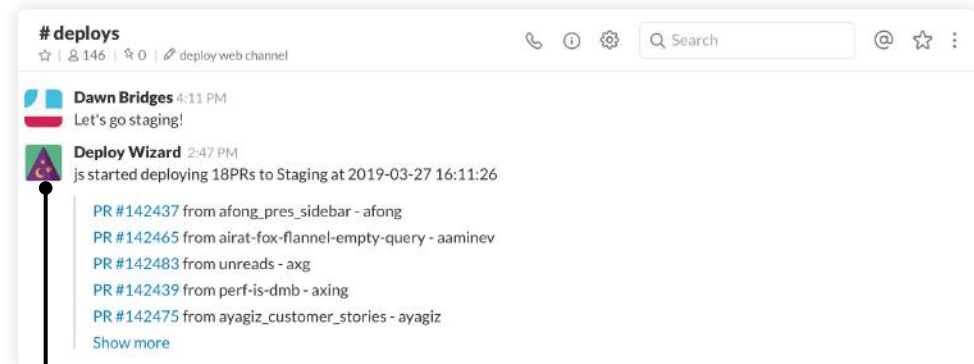 # deploys
146 | 0 | deploy web channel
Search
Dawn Bridges 4:11 PM
Let's go staging!
Deploy Wizard 2:47 PM
js started deploying 18PRs to Staging at 2019-03-27 16:11:26
PR #142437 from afong_pres_sidebar - afong
PR #142465 from airat-fox-flannel-empty-query - aaminev
PR #142483 from unreads - axg
PR #142439 from perf-is-dmb - axing
PR #142475 from ayagiz_customer_stories - ayagiz
Show more